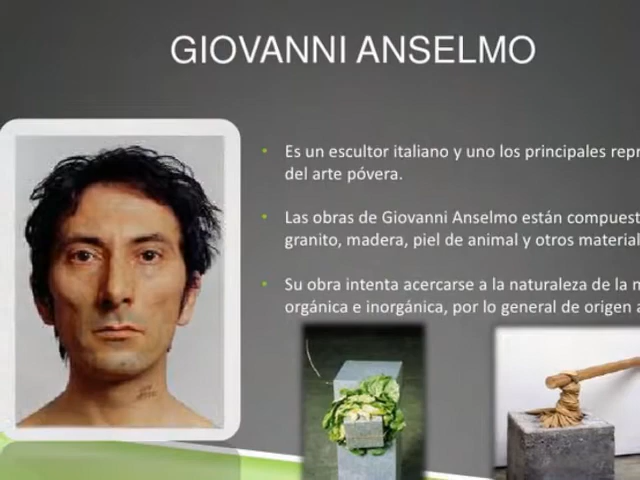 GIOVANNI ANSELMO
• Es un escultor italiano y uno los principales repr
del arte póvera.
• Las obras de Giovanni Anselmo están compuest
granito, madera, piel de animal y otros material
• Su obra intenta acercarse a la naturaleza de la
orgánica e inorgánica, por lo general de origen a